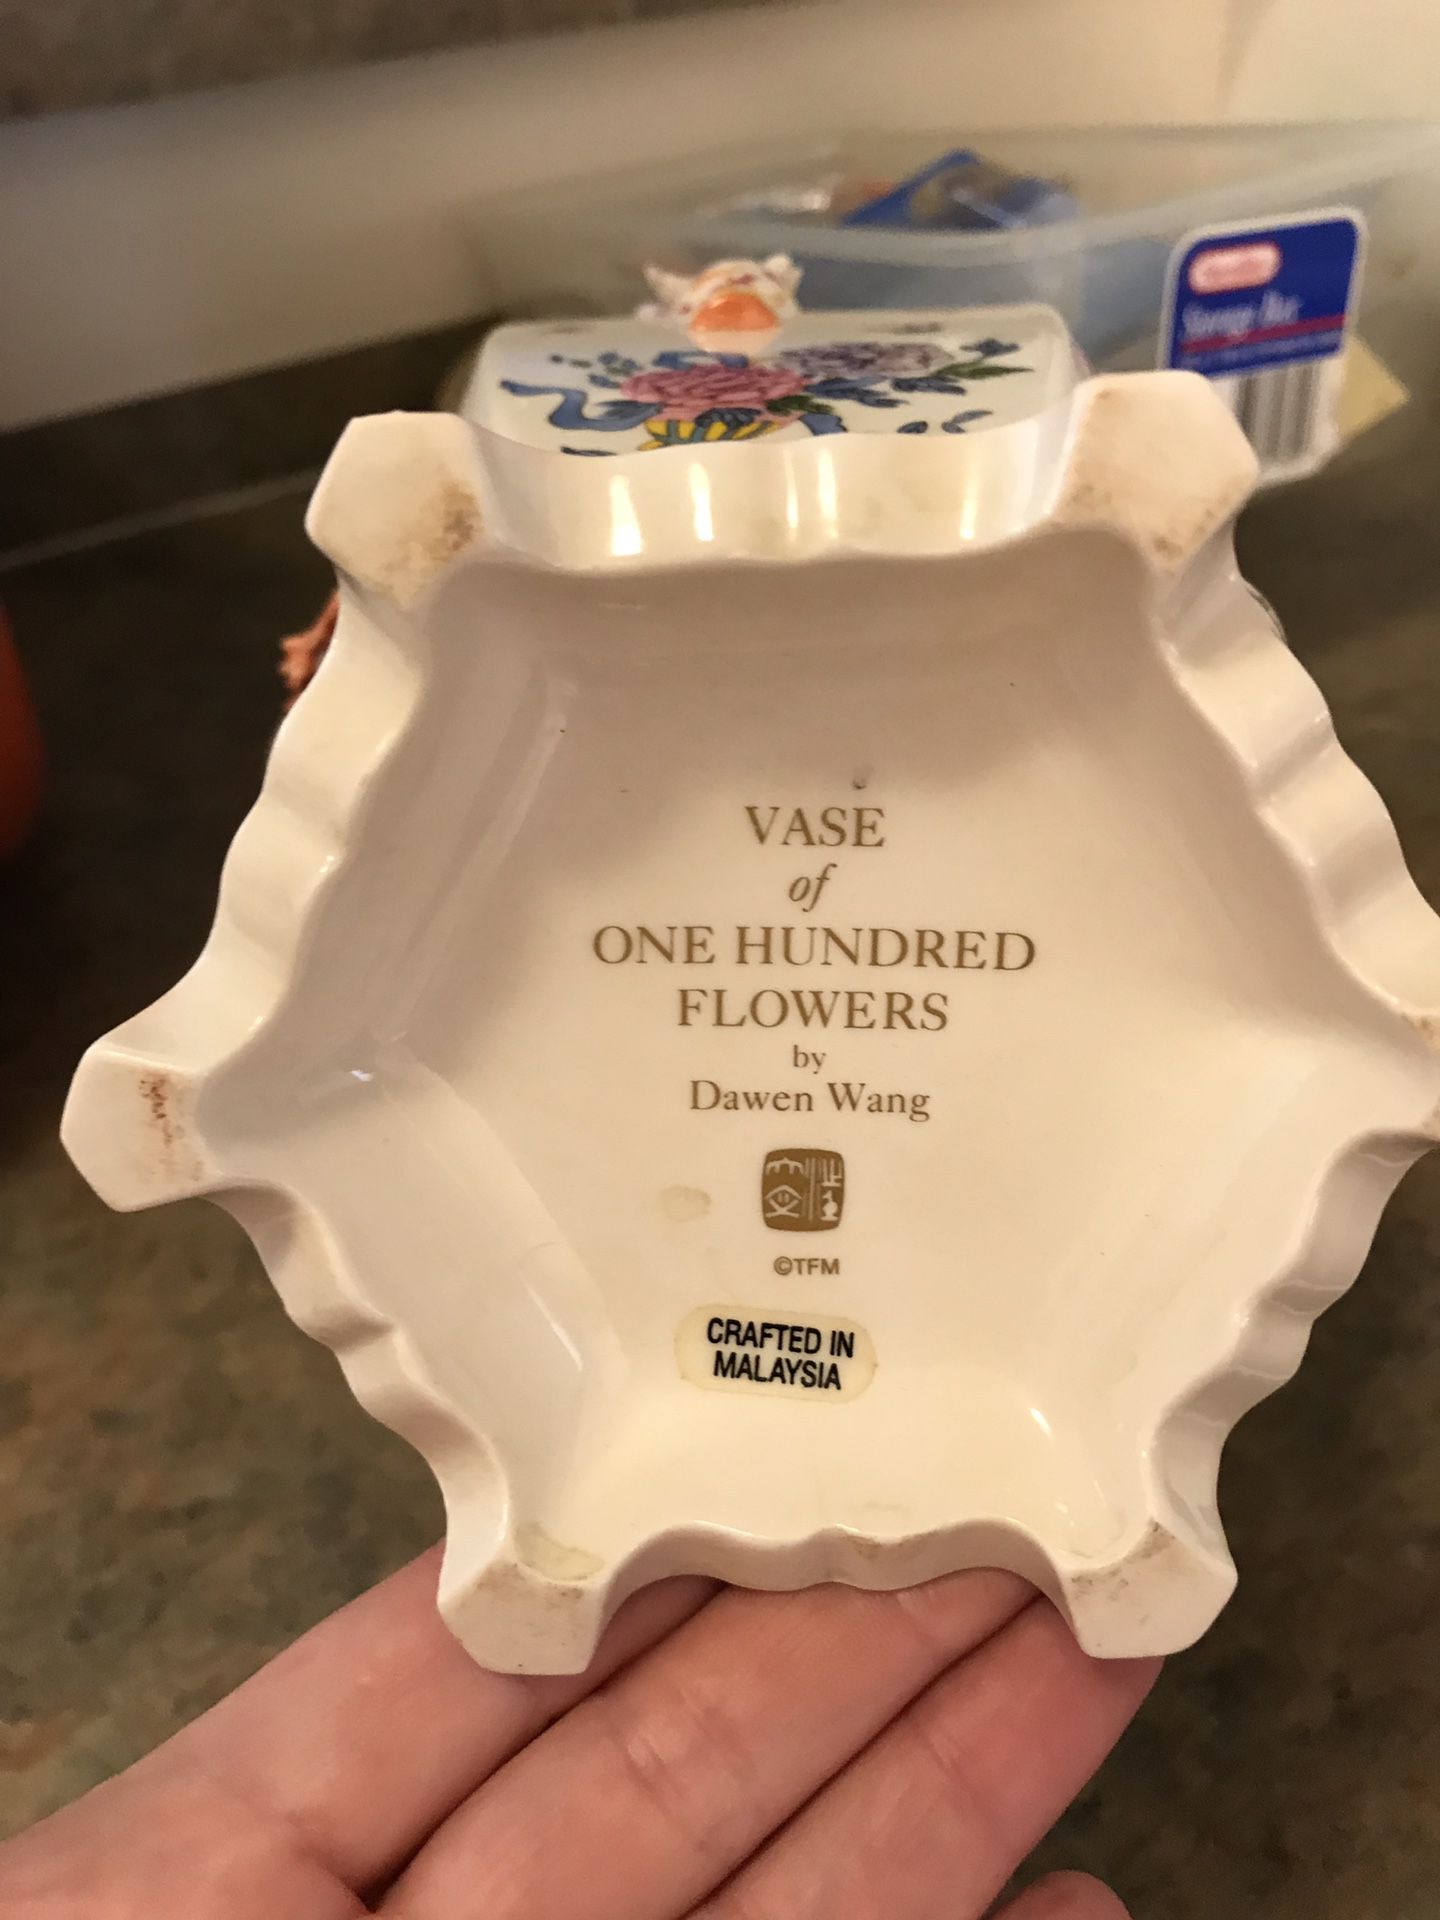 VASE
of
ONE HUNDRED
FLOWERS
by
Dawen Wang
©TFM
CRAFTED IN
MALAYSIA